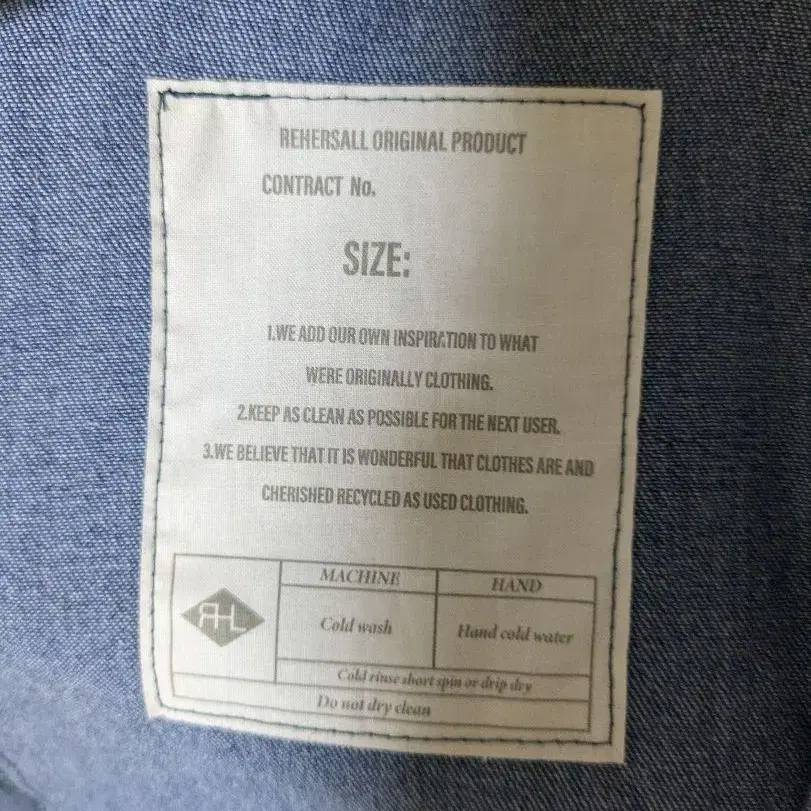 REHERSALL ORIGINAL PRODUCT
CONTRACT No.
SIZE:
1.WE ADD OUR OWN INSPIRATION TO WHAT
WERE ORIGINALLY CLOTHING.
2.KEEP AS CLEAN AS POSSIBLE FOR THE NEXT USER.
3.WE BELIEVE THAT IT IS WONDERFUL THAT CLOTHES ARE AND
CHERISHED RECYCLED AS USED CLOTHING.
RHL
MACHINE HAND
Cold wash Hand cold water
Cold rinse short spin or drip dry
Do not dry clean